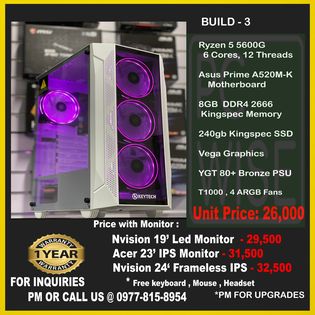 BUILD - 3
Ryzen 5 5600G
6 Cores, 12 Threads
Asus Prime A520M-K
Motherboard
8GB DDR4 2666
Kingspec Memory
240gb Kingspec SSD
Vega Graphics
YGT 80+ Bronze PSU
T1000 , 4 ARGB Fans
Unit Price: 26,000
KEYTECH
Price with Monitor :
Nvision 19' Led Monitor - 29,500
Acer 23' IPS Monitor - 31,500
Nvision 24' Frameless IPS - 32,500
* Free keyboard , Mouse , Headset
WARRANTY
1 YEAR
WARRANTY
FOR INQUIRIES
PM OR CALL US @ 0977-815-8954
*PM FOR UPGRADES